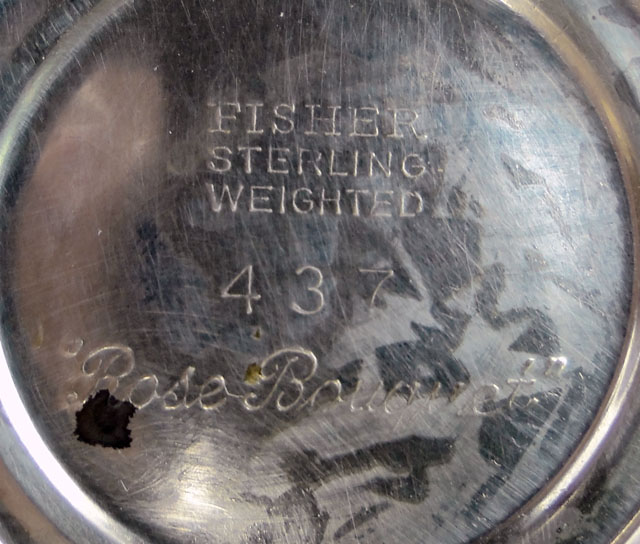 FISHER
STERLING
WEIGHTED
437
"Rose Bouquet"